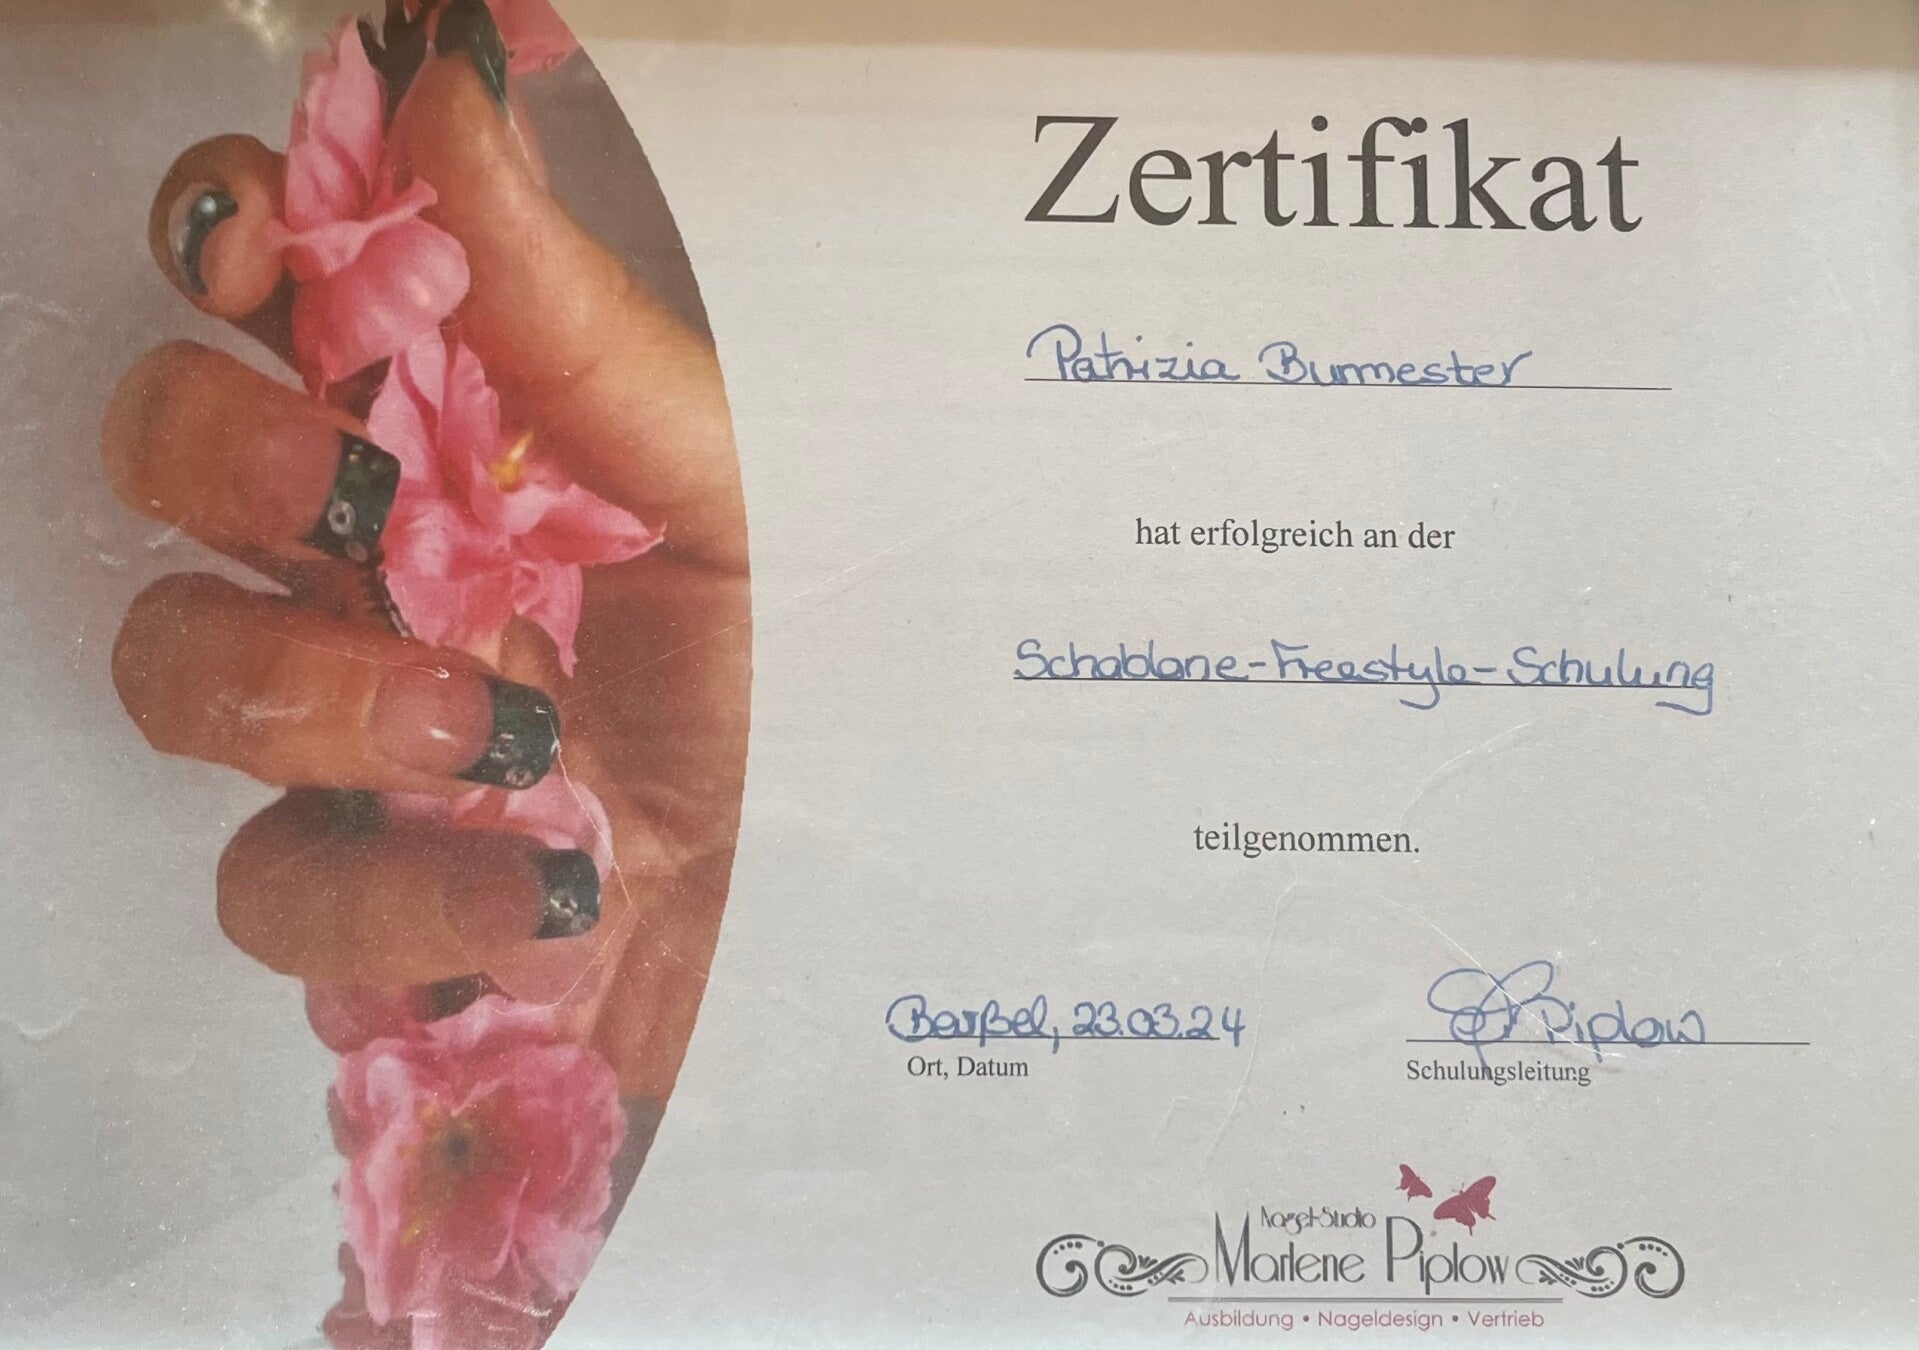 Zertifikat
Patrizia Burmester
hat erfolgreich an der
Schablone-Freestyle-Schulung
teilgenommen.
Barßel, 23.03.24
Piplow
Ort, Datum
Schulungsleitung
Nagel-Studio
Marlene Piplow
Ausbildung • Nageldesign • Vertrieb